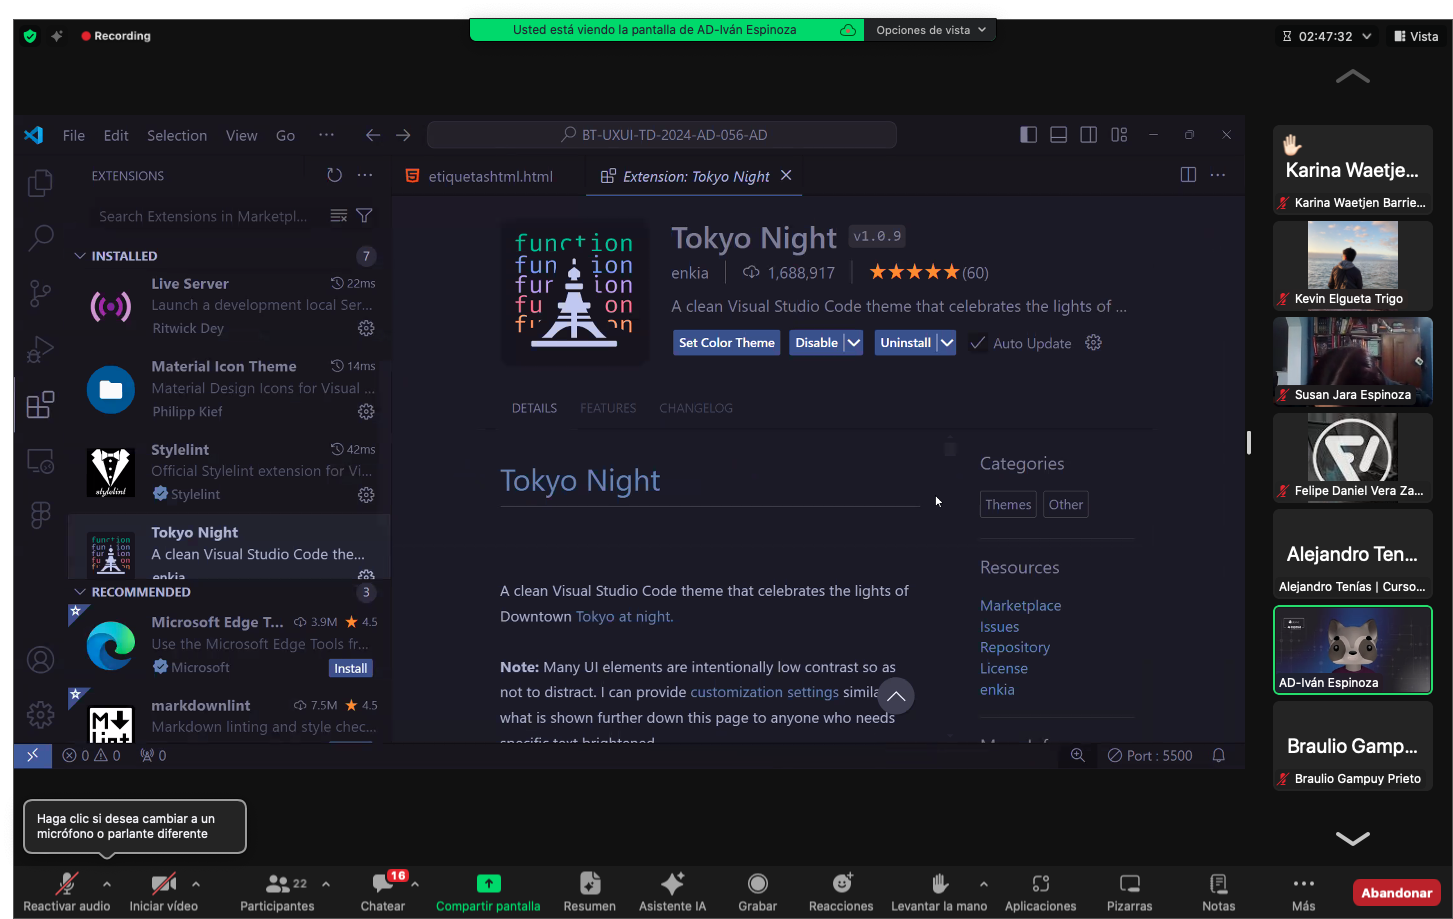 Recording
Usted está viendo la pantalla de AD-Iván Espinoza
Opciones de vista
02:47:32
Vista
File Edit Selection View Go ···
BT-UXUI-TD-2024-AD-056-AD
EXTENSIONS
etiquetashtml.html
Extension: Tokyo Night
Search Extensions in Marketpl...
INSTALLED 7
Live Server 22ms
Launch a development local Ser...
Ritwick Dey
Material Icon Theme 14ms
Material Design Icons for Visual ...
Philipp Kief
Stylelint 42ms
Official Stylelint extension for Vi...
Stylelint
stylelint
Tokyo Night
A clean Visual Studio Code the...
enkia
RECOMMENDED 3
Microsoft Edge T... 3.9M 4.5
Use the Microsoft Edge Tools fr...
Microsoft Install
markdownlint 7.5M 4.5
Markdown linting and style chec...
function
Tokyo Night v1.0.9
enkia 1,688,917 (60)
A clean Visual Studio Code theme that celebrates the lights of ...
Set Color Theme Disable Uninstall Auto Update
DETAILS FEATURES CHANGELOG
Tokyo Night
A clean Visual Studio Code theme that celebrates the lights of
Downtown Tokyo at night.
Note: Many UI elements are intentionally low contrast so as
not to distract. I can provide customization settings simila
what is shown further down this page to anyone who needs
specific text brightened
Categories
Themes Other
Resources
Marketplace
Issues
Repository
License
enkia
0 0 0
Port : 5500
Karina Waetje...
Karina Waetjen Barrie...
Kevin Elgueta Trigo
Susan Jara Espinoza
Felipe Daniel Vera Za...
Alejandro Ten...
Alejandro Tenías | Curso...
AD-Iván Espinoza
Braulio Gamp...
Braulio Gampuy Prieto
Haga clic si desea cambiar a un
micrófono o parlante diferente
Reactivar audio
Iniciar vídeo
22
Participantes
16
Chatear
Compartir pantalla
Resumen
Asistente IA
Grabar
Reacciones
Levantar la mano
Aplicaciones
Pizarras
Notas
Más
Abandonar